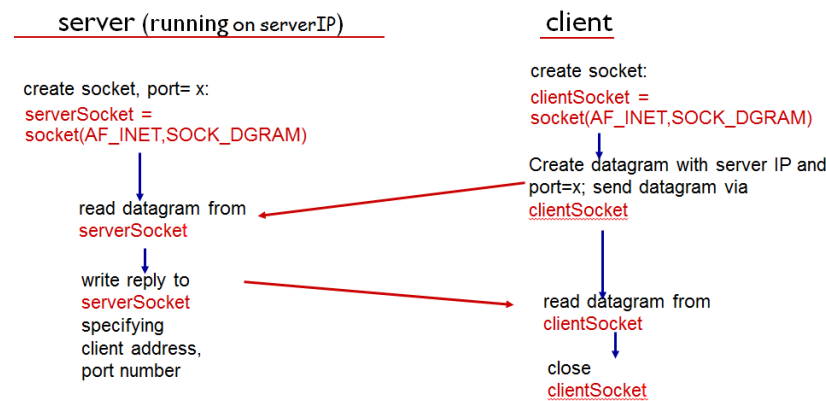 server (running on serverIP)
create socket, port= x:
serverSocket =
socket(AF_INET,SOCK_DGRAM)
read datagram from
serverSocket
write reply to
serverSocket
specifying
client address,
port number
client
create socket:
clientSocket =
socket(AF_INET,SOCK_DGRAM)
Create datagram with server IP and
port=x; send datagram via
clientSocket
read datagram from
clientSocket
close
clientSocket